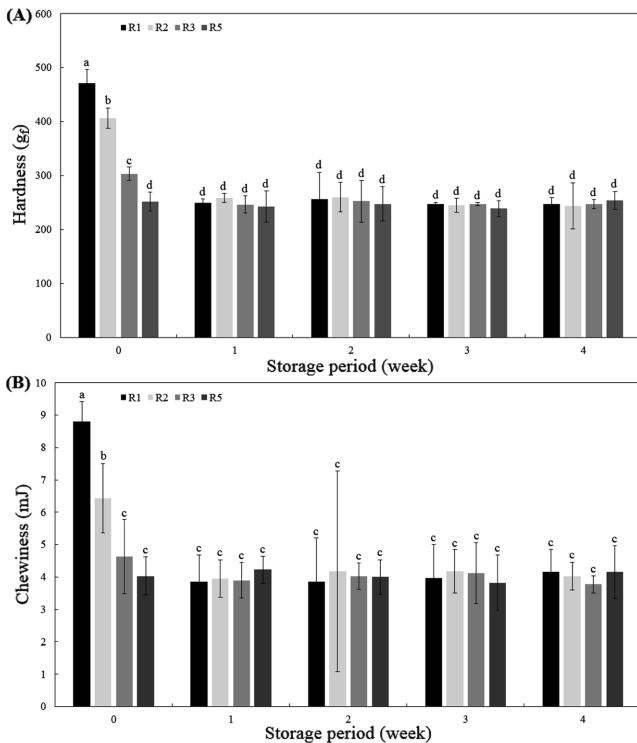 (A)
600
R1 R2 R3 R5
500
a
b
400
c
300
d d d d d d d d d d d d d d d d d
200
100
0
Hardness (gf)
0 1 2 3 4
Storage period (week)
(B)
10
R1 R2 R3 R5
a
9
8
b
7
6
c c c c c c c c c c c c c c c c c c
5
4
3
2
1
0
Chewiness (mJ)
0 1 2 3 4
Storage period (week)